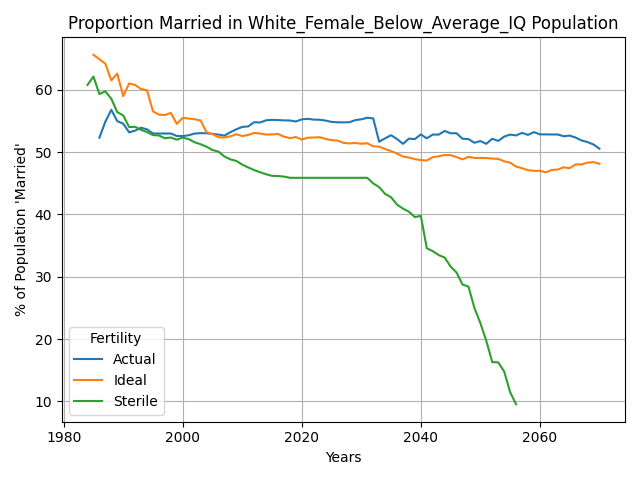 Proportion Married in White_Female_Below_Average_IQ Population
% of Population 'Married'
60
50
40
30
20
10
Fertility
Actual
Ideal
Sterile
1980
2000
2020
2040
2060
Years